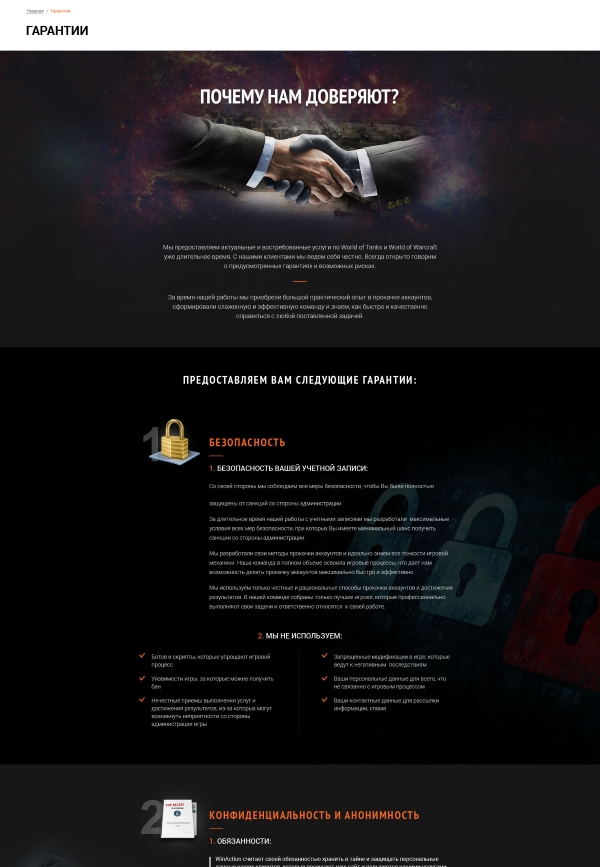 Главная / Гарантии
ГАРАНТИИ
ПОЧЕМУ НАМ ДОВЕРЯЮТ?
Мы предоставляем актуальные и востребованные услуги по World of Tanks и World of Warcraft
уже длительное время. С нашими клиентами мы ведем себя честно. Всегда открыто говорим
о предусмотренных гарантиях и возможных рисках.
За время нашей работы мы приобрели большой практический опыт в прокачке аккаунтов,
сформировали слаженную и эффективную команду и знаем, как быстро и качественно
справиться с любой поставленной задачей.
ПРЕДОСТАВЛЯЕМ ВАМ СЛЕДУЮЩИЕ ГАРАНТИИ:
1
БЕЗОПАСНОСТЬ
1. БЕЗОПАСНОСТЬ ВАШЕЙ УЧЕТНОЙ ЗАПИСИ:
Со своей стороны мы соблюдаем все меры безопасности, чтобы Вы были полностью
защищены от санкций со стороны администрации
За длительное время нашей работы с учетными записями мы разработали максимальные
условия всех мер безопасности, при которых Вы имеете минимальный шанс получить
санкции со стороны администрации
Мы разработали свои методы прокачки аккаунтов и идеально знаем все тонкости игровой
механики. Наша команда в полном объеме освоила игровые процессы, что дает нам
возможность делать прокачку аккаунтов максимально быстро и эффективно.
Мы используем только честные и рациональные способы прокачки аккаунтов и достижения
результатов. В нашей команде собраны только лучшие игроки, которые профессионально
выполняют свои задачи и ответственно относятся к своей работе.
2. МЫ НЕ ИСПОЛЬЗУЕМ:
Ботов и скрипты, которые упрощают игровой
процесс
Уязвимости игры, за которые можно получить
бан
Нечестные приемы выполнения услуг и
достижения результатов, из-за которых могут
возникнуть неприятности со стороны
администрации игры
Запрещенные модификации в игре, которые
ведут к негативным последствиям
Ваши персональные данные для всего, что
не связанно с игровым процессом
Ваши контактные данные для рассылки
информации, спама
2
TOP SECRET
КОНФИДЕНЦИАЛЬНОСТЬ И АНОНИМНОСТЬ
1. ОБЯЗАННОСТИ:
WinAction считает своей обязанностью хранить в тайне и защищать персональные